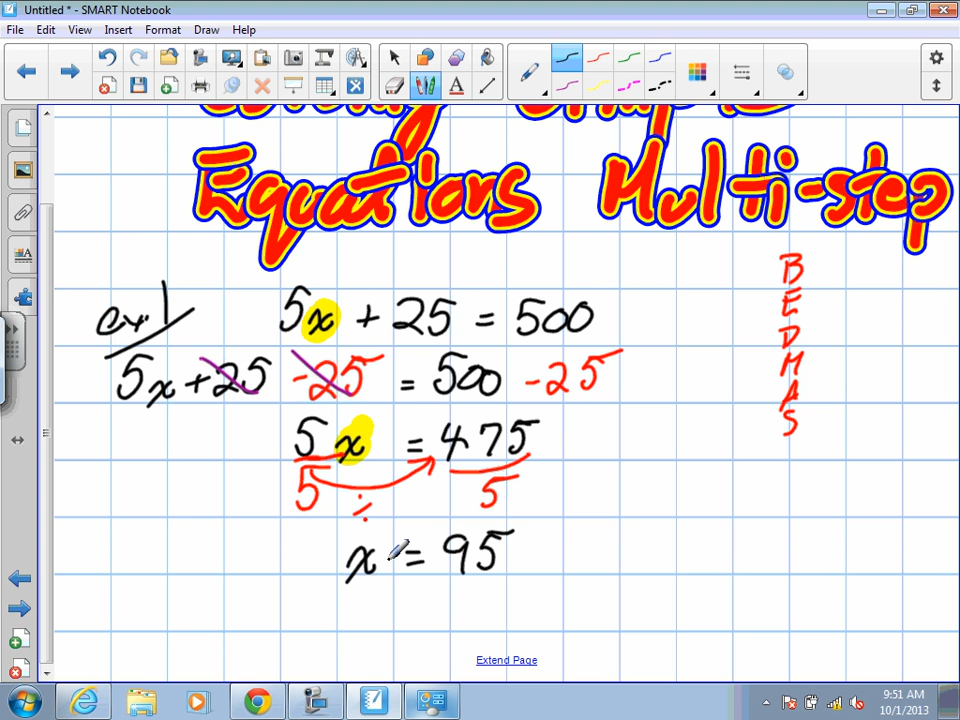 Untitled * - SMART Notebook
File Edit View Insert Format Draw Help
Equations Multi-step
ex. 1 5x + 25 = 500
5x + 25 - 25 = 500 - 25
5x = 475
5 ÷ 5
x = 95
B
E
D
M
A
S
Extend Page
9:51 AM
10/1/2013